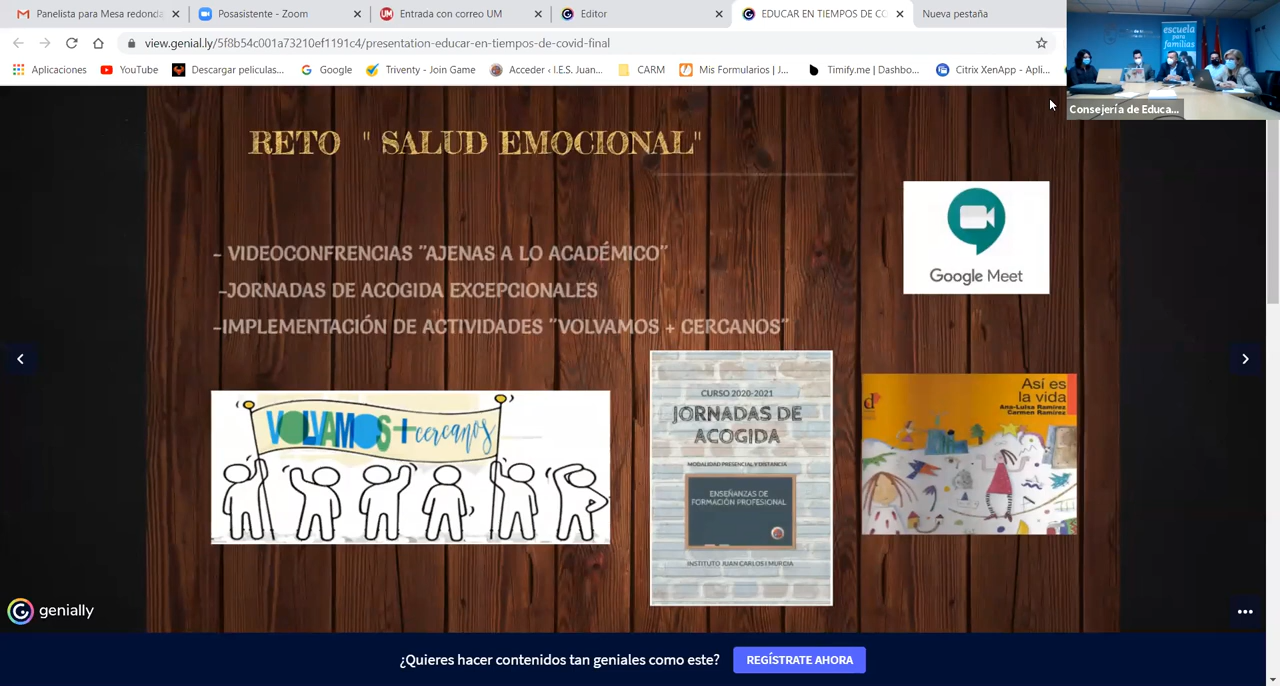 Panelista para Mesa redonda
Posasistente - Zoom
Entrada con correo UM
Editor
EDUCAR EN TIEMPOS DE CO
Nueva pestaña
view.genial.ly/5f8b54c001a73210ef1191c4/presentation-educar-en-tiempos-de-covid-final
Aplicaciones
YouTube
Descargar peliculas...
Google
Triventy - Join Game
Acceder ‹ I.E.S. Juan...
CARM
Mis Formularios | J...
Timify.me | Dashbo...
Citrix XenApp - Apli...
escuela
para
familias
Consejería de Educa...
RETO " SALUD EMOCIONAL"
- VIDEOCONFRENCIAS "AJENAS A LO ACADÉMICO"
-JORNADAS DE ACOGIDA EXCEPCIONALES
-IMPLEMENTACIÓN DE ACTIVIDADES "VOLVAMOS + CERCANOS"
Google Meet
VOLVAMOS+cercanos
CURSO 2020-2021
JORNADAS DE
ACOGIDA
MODALIDAD PRESENCIAL Y DISTANCIA
ENSEÑANZAS DE
FORMACIÓN PROFESIONAL
INSTITUTO JUAN CARLOS I MURCIA
d
Así es
la vida
Ana-Luisa Ramírez
Carmen Ramírez
genially
¿Quieres hacer contenidos tan geniales como este?
REGÍSTRATE AHORA